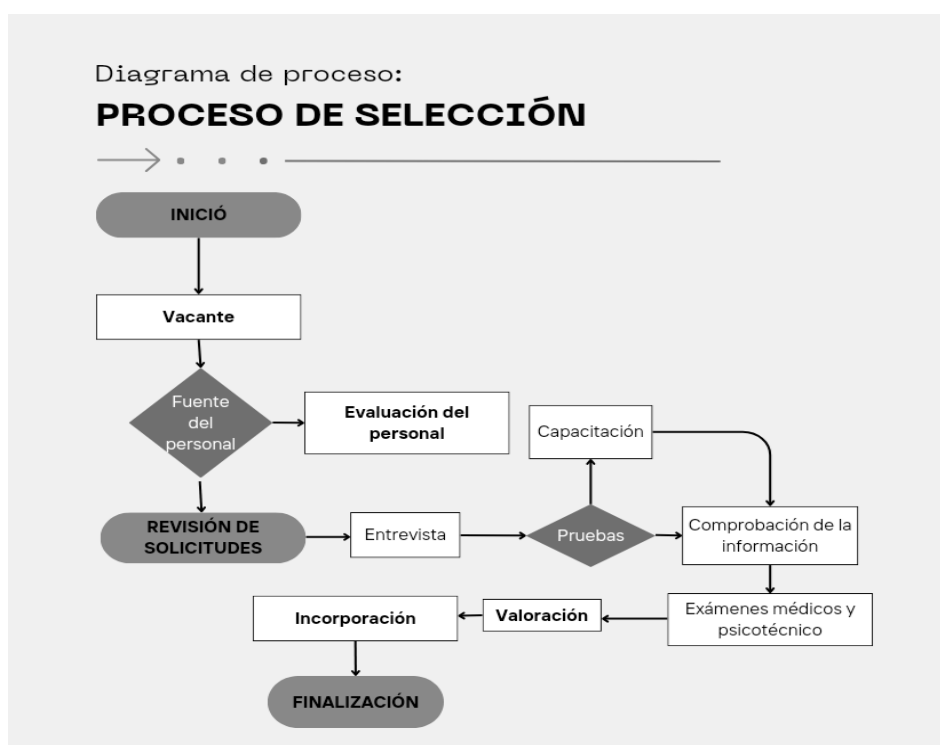 Diagrama de proceso:
PROCESO DE SELECCIÓN
INICIÓ
Vacante
Fuente
del
personal
Evaluación del
personal
Capacitación
REVISIÓN DE
SOLICITUDES
Entrevista
Pruebas
Comprobación de la
información
Exámenes médicos y
psicotécnico
Valoración
Incorporación
FINALIZACIÓN